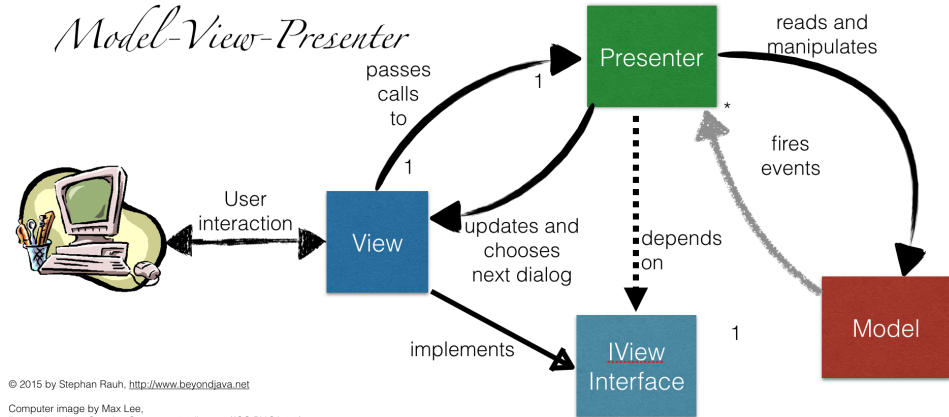 Model-View-Presenter
passes
calls
to
1
1
Presenter
reads and
manipulates
*
fires
events
User
interaction
View
updates and
chooses
next dialog
depends
on
implements
IView
Interface
1
Model
© 2015 by Stephan Rauh, http://www.beyondjava.net
Computer image by Max Lee,